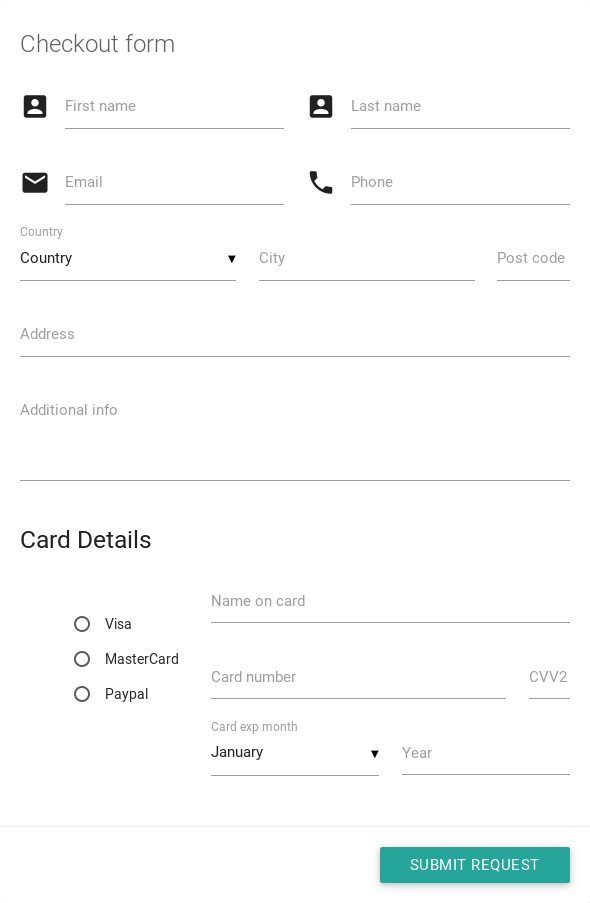 Checkout form
First name Last name
Email Phone
Country
Country ▼ City Post code
Address
Additional info
Card Details
Name on card
Visa
MasterCard
Card number CVV2
Paypal
Card exp month
January ▼ Year
SUBMIT REQUEST